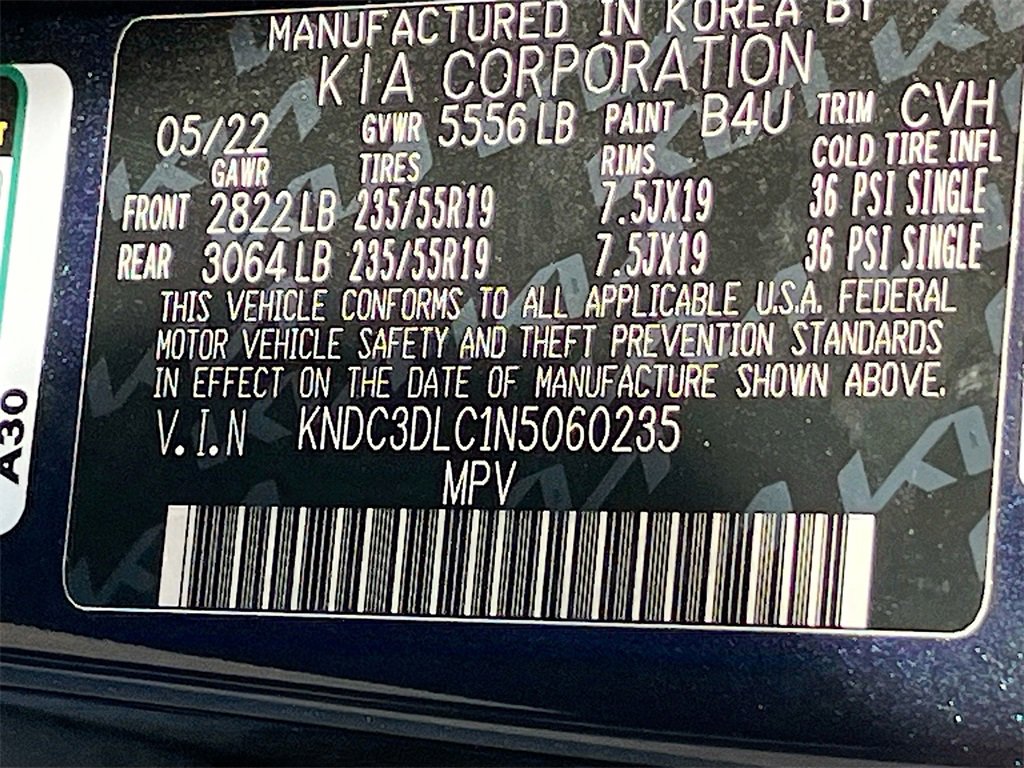 MANUFACTURED IN KOREA BY
KIA CORPORATION
05/22 GVWR 5556 LB PAINT B4U TRIM CVH
GAWR TIRES RIMS COLD TIRE INFL
FRONT 2822 LB 235/55R19 7.5JX19 36 PSI SINGLE
REAR 3064 LB 235/55R19 7.5JX19 36 PSI SINGLE
THIS VEHICLE CONFORMS TO ALL APPLICABLE U.S.A. FEDERAL
MOTOR VEHICLE SAFETY AND THEFT PREVENTION STANDARDS
IN EFFECT ON THE DATE OF MANUFACTURE SHOWN ABOVE.
V.I.N KNDC3DLC1N5060235
MPV
A30